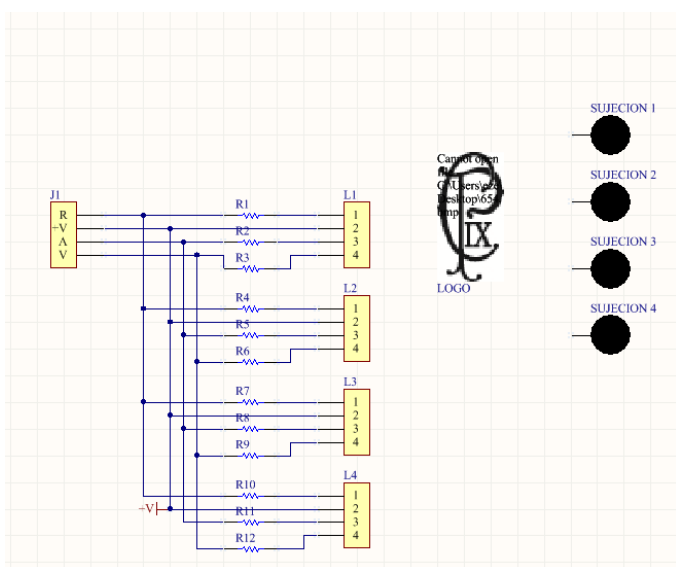 SUJECION 1
SUJECION 2
SUJECION 3
SUJECION 4
Cannot open
IX
LOGO
J1
R
+V
A
V
R1
R2
R3
L1
1
2
3
4
R4
R5
R6
L2
1
2
3
4
R7
R8
R9
L3
1
2
3
4
+V
R10
R11
R12
L4
1
2
3
4